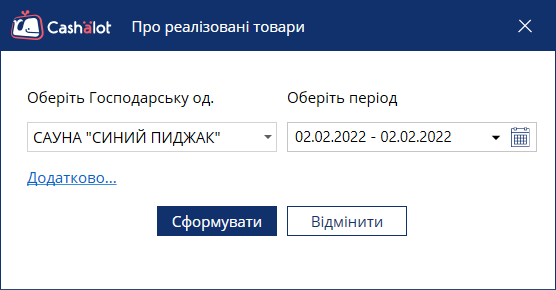 Cashalot Про реалізовані товари
Оберіть Господарську од. Оберіть період
САУНА "СИНИЙ ПИДЖАК" 02.02.2022 - 02.02.2022
Додатково...
Сформувати Відмінити